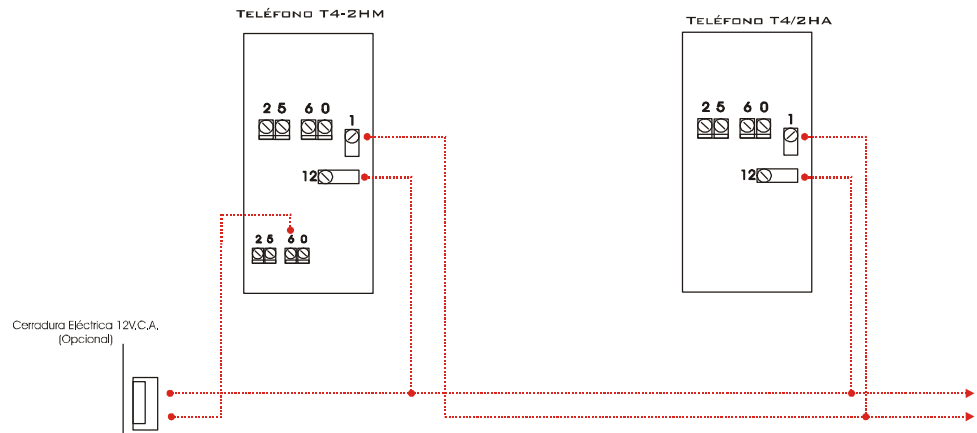 TELÉFONO T4-2HM
TELÉFONO T4/2HA
2 5 6 0
1
12
2 5 6 0
2 5 6 0
1
12
Cerradura Eléctrica 12V,C.A.
(Opcional)